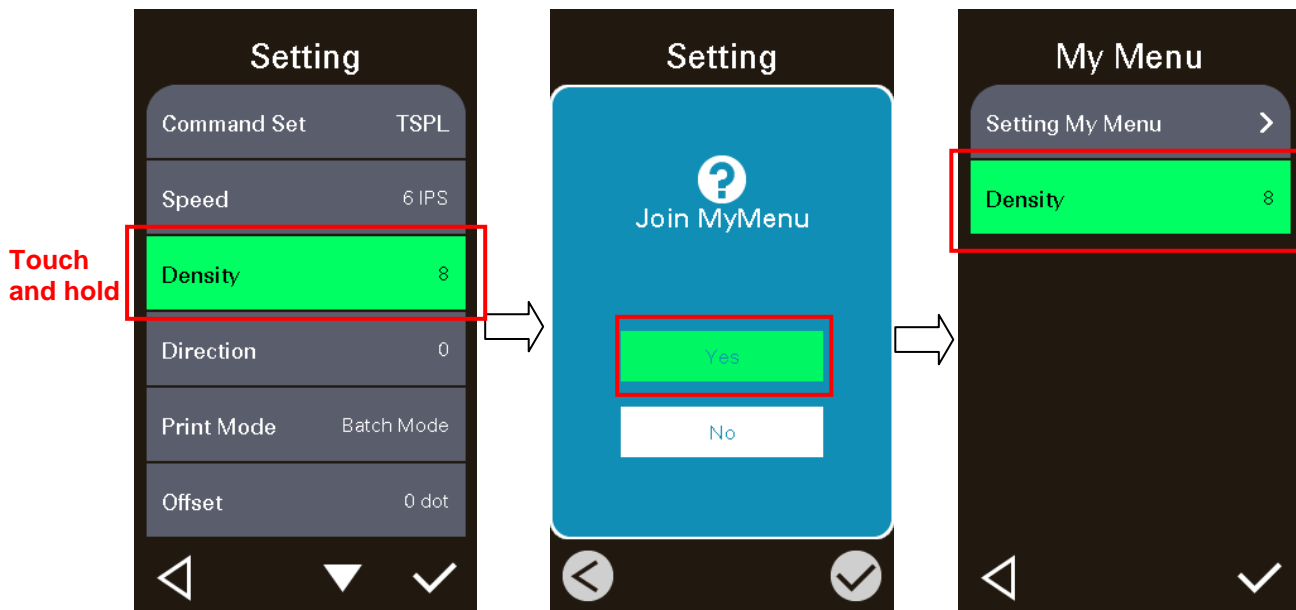 Setting
Command Set TSPL
Speed 6 IPS
Touch
and hold
Density 8
Direction 0
Print Mode Batch Mode
Offset 0 dot
Setting
?
Join MyMenu
Yes
No
My Menu
Setting My Menu >
Density 8